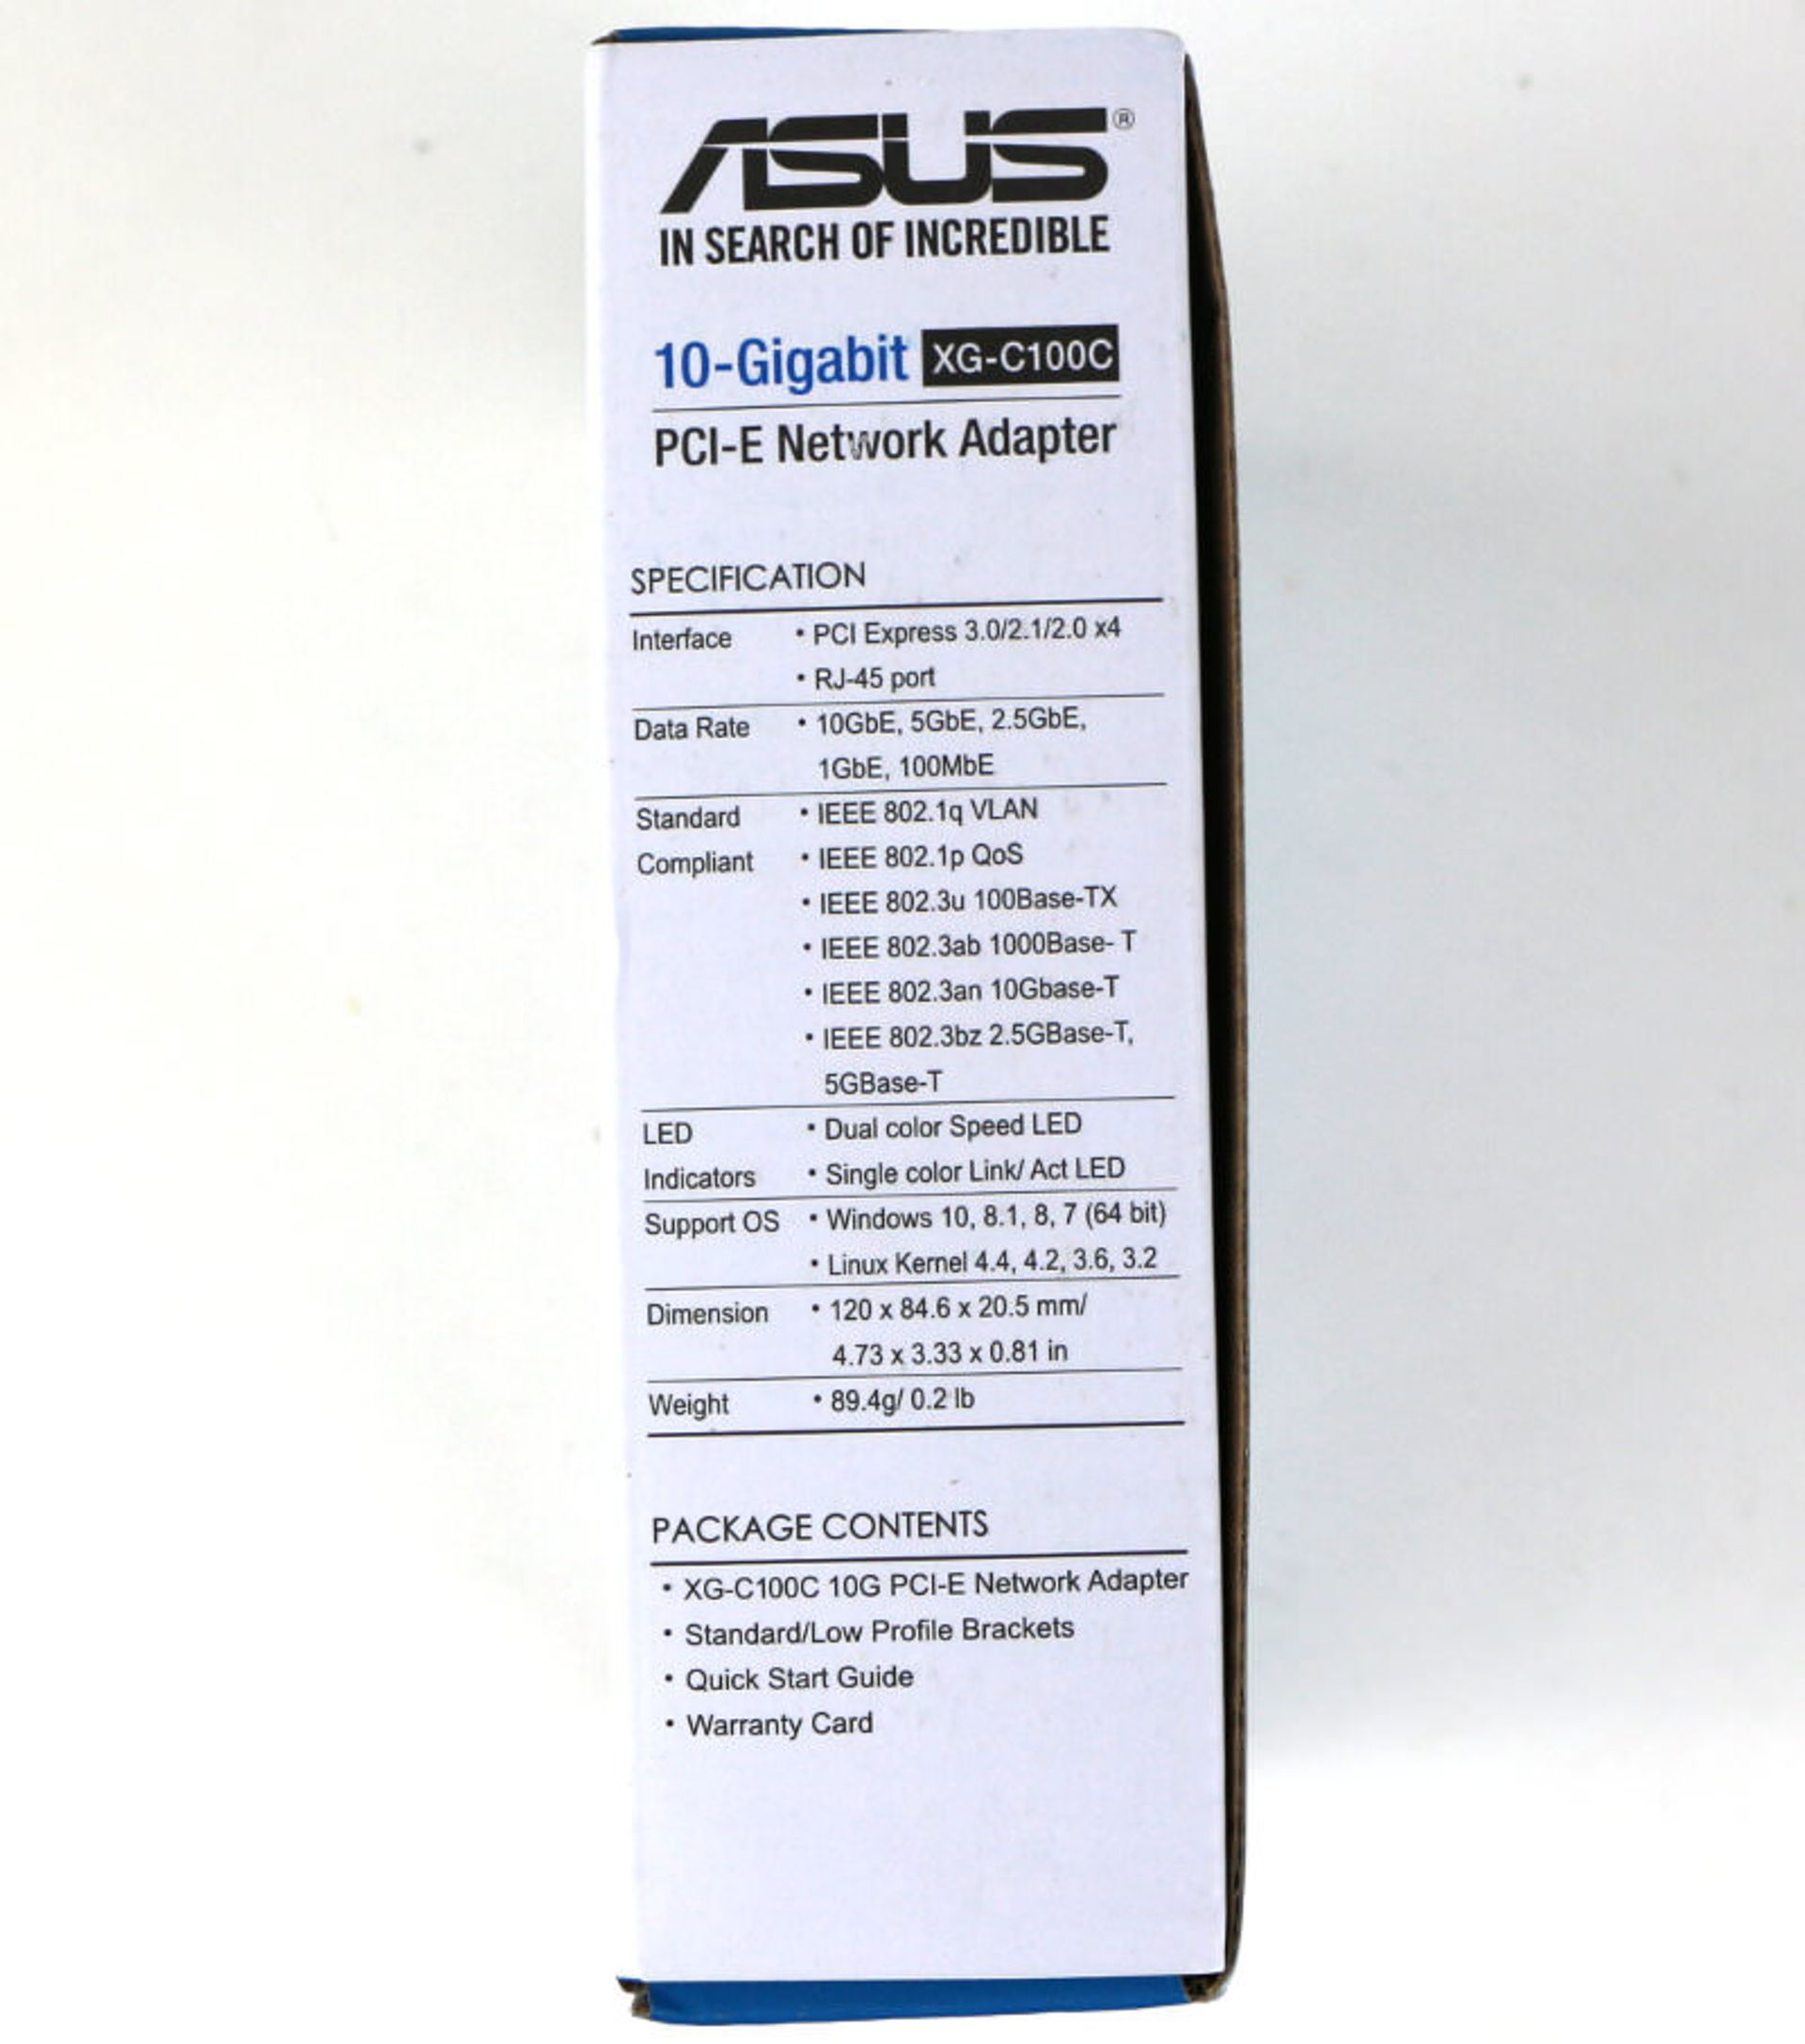 ASUS®
IN SEARCH OF INCREDIBLE
10-Gigabit XG-C100C
PCI-E Network Adapter
SPECIFICATION
Interface • PCI Express 3.0/2.1/2.0 x4
• RJ-45 port
Data Rate • 10GbE, 5GbE, 2.5GbE,
1GbE, 100MbE
Standard • IEEE 802.1q VLAN
Compliant • IEEE 802.1p QoS
• IEEE 802.3u 100Base-TX
• IEEE 802.3ab 1000Base- T
• IEEE 802.3an 10Gbase-T
• IEEE 802.3bz 2.5GBase-T,
5GBase-T
LED • Dual color Speed LED
Indicators • Single color Link/ Act LED
Support OS • Windows 10, 8.1, 8, 7 (64 bit)
• Linux Kernel 4.4, 4.2, 3.6, 3.2
Dimension • 120 x 84.6 x 20.5 mm/
4.73 x 3.33 x 0.81 in
Weight • 89.4g/ 0.2 lb
PACKAGE CONTENTS
• XG-C100C 10G PCI-E Network Adapter
• Standard/Low Profile Brackets
• Quick Start Guide
• Warranty Card